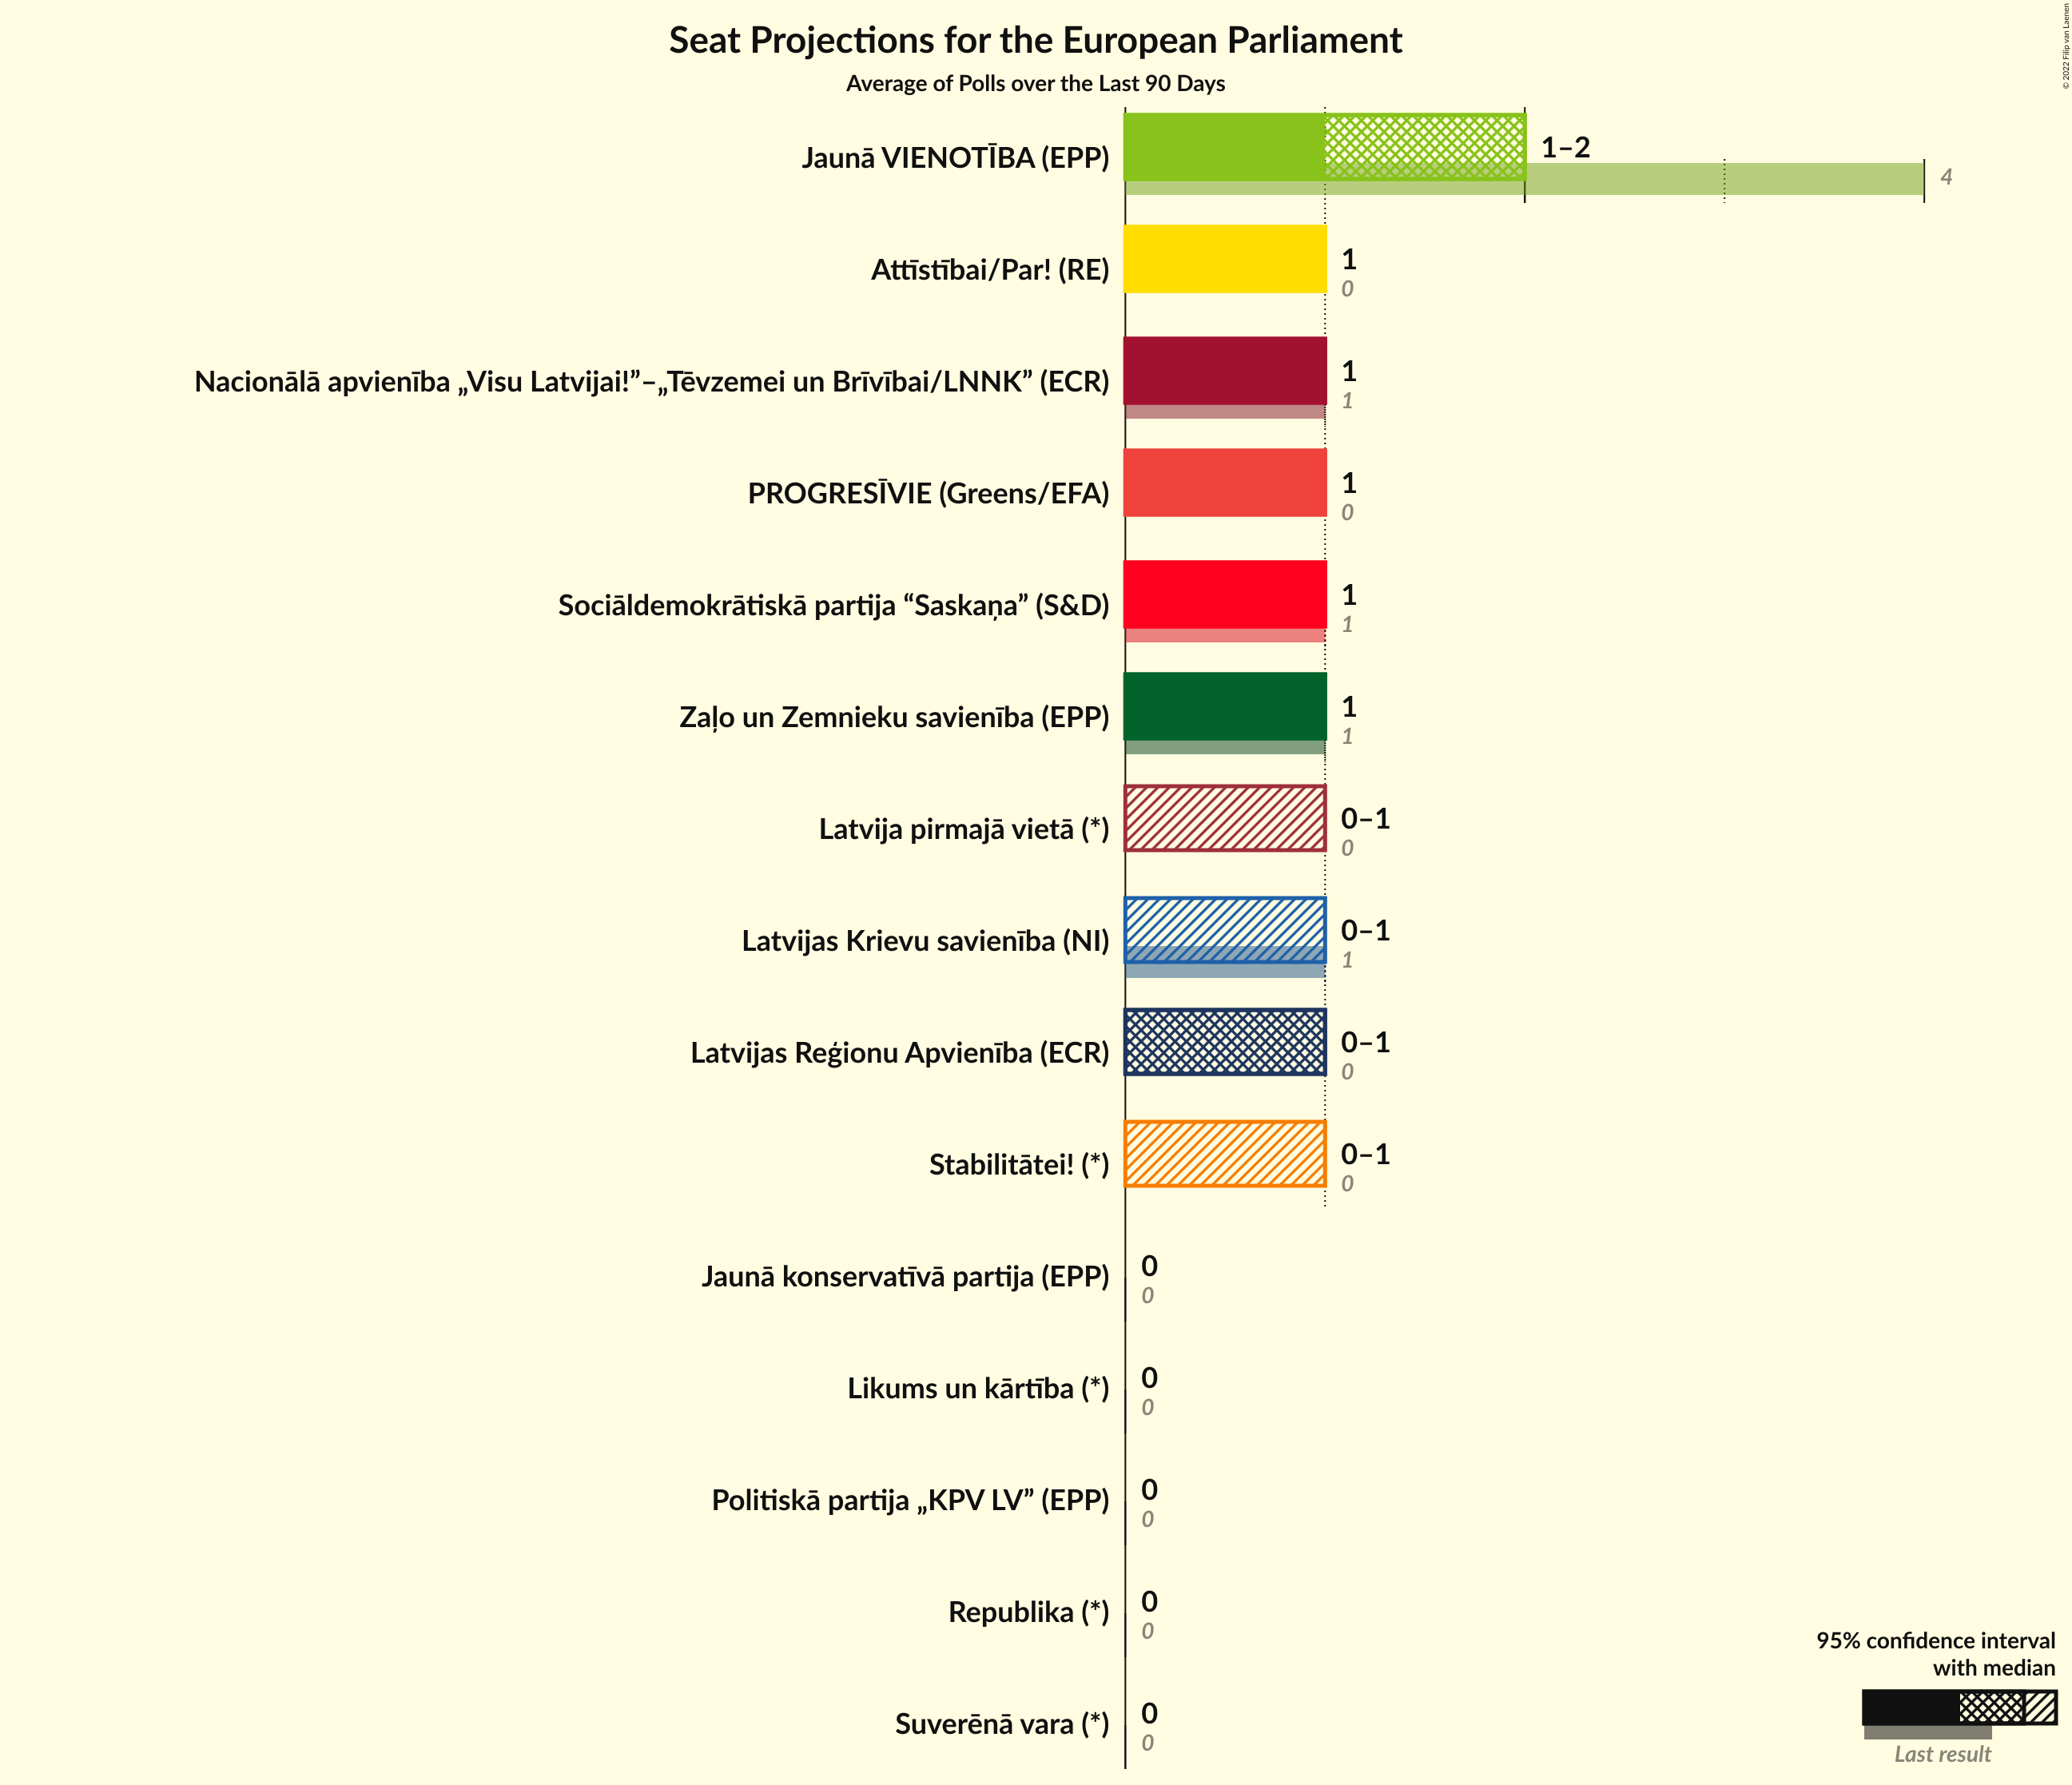 Seat Projections for the European Parliament
Average of Polls over the Last 90 Days
© 2022 Filip van Laenen
Jaunā VIENOTĪBA (EPP)
1–2
4
Attīstībai/Par! (RE)
1
0
Nacionālā apvienība „Visu Latvijai!”–„Tēvzemei un Brīvībai/LNNK” (ECR)
1
1
PROGRESĪVIE (Greens/EFA)
1
0
Sociāldemokrātiskā partija “Saskaņa” (S&D)
1
1
Zaļo un Zemnieku savienība (EPP)
1
1
Latvija pirmajā vietā (*)
0–1
0
Latvijas Krievu savienība (NI)
0–1
1
Latvijas Reģionu Apvienība (ECR)
0–1
0
Stabilitātei! (*)
0–1
0
Jaunā konservatīvā partija (EPP)
0
0
Likums un kārtība (*)
0
0
Politiskā partija „KPV LV” (EPP)
0
0
Republika (*)
0
0
Suverēnā vara (*)
0
0
95% confidence interval
with median
Last result